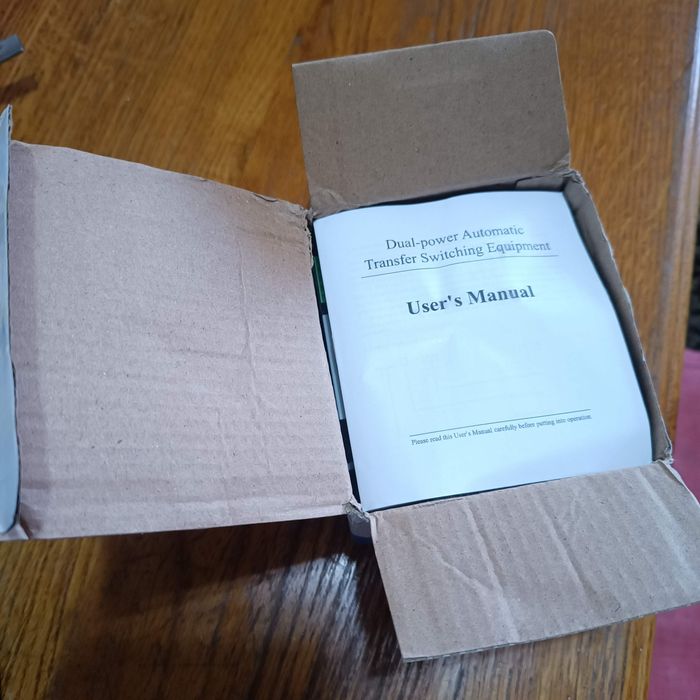 Dual-power Automatic
Transfer Switching Equipment
User's Manual
Please read this User's Manual carefully before putting into operation.